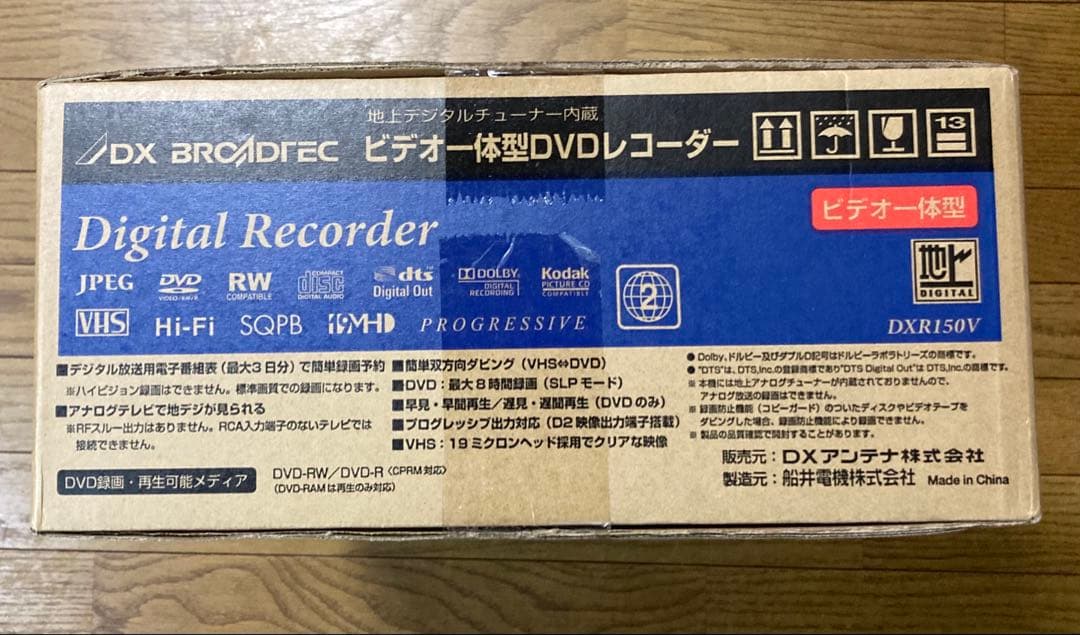 地上デジタルチューナー内蔵
DX BROADTEC ビデオ一体型DVDレコーダー
13
Digital Recorder
ビデオ一体型
JPEG DVD VIDEO/RW/R RW COMPATIBLE COMPACT disc DIGITAL AUDIO dts Digital Out DOLBY DIGITAL RECORDING Kodak PICTURE CD COMPATIBLE 2
地上 DIGITAL
VHS Hi-Fi SQPB 19μHD PROGRESSIVE
DXR150V
■デジタル放送用電子番組表(最大3日分)で簡単録画予約
※ハイビジョン録画はできません。標準画質での録画になります。
■アナログテレビで地デジが見られる
※RFスルー出力はありません。RCA入力端子のないテレビでは
接続できません。
■簡単双方向ダビング(VHS⇔DVD)
■DVD:最大8時間録画(SLPモード)
■早見・早聞再生/遅見・遅聞再生(DVDのみ)
■プログレッシブ出力対応(D2映像出力端子搭載)
■VHS:19ミクロンヘッド採用でクリアな映像
● Dolby、ドルビー及びダブルD記号はドルビーラボラトリーズの商標です。
● "DTS"は、DTS,Inc.の登録商標であり"DTS Digital Out"は DTS,Inc.の商標です。
※ 本機には地上アナログチューナーが内蔵されておりませんので、
アナログ放送の録画はできません。
※ 録画防止機能(コピーガード)のついたディスクやビデオテープを
ダビングした場合、録画防止機能により録画できません。
※ 製品の品質確認で開封することがあります。
DVD録画・再生可能メディア
DVD-RW/DVD-R〈CPRM対応〉
(DVD-RAMは再生のみ対応)
販売元:DXアンテナ株式会社
製造元:船井電機株式会社 Made in China